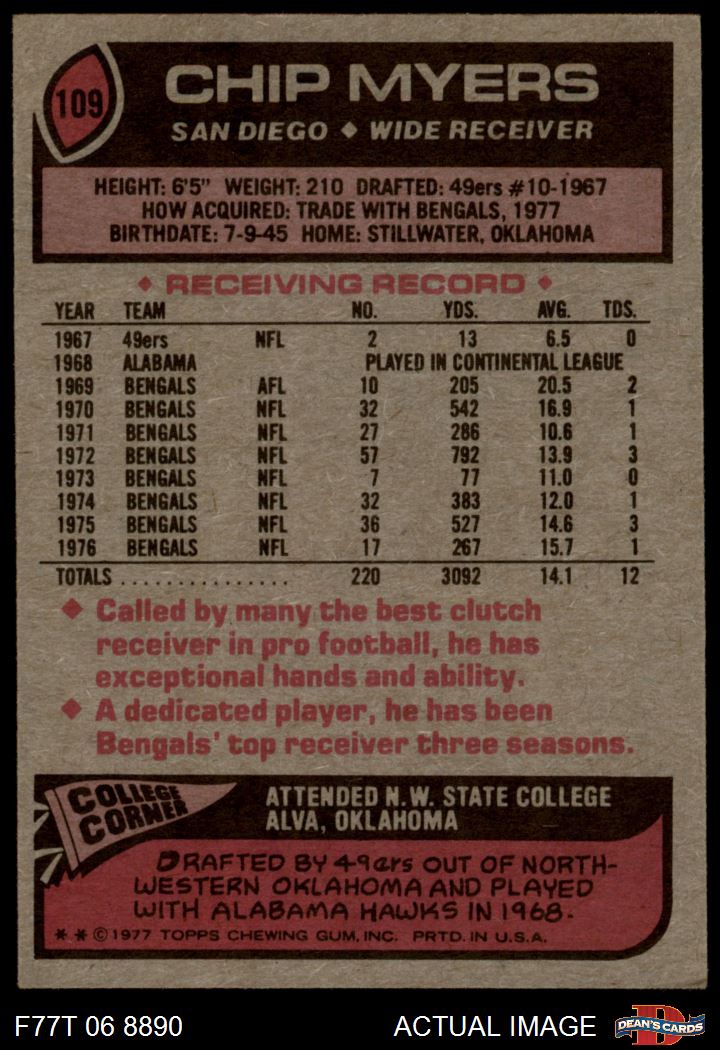 109
CHIP MYERS
SAN DIEGO ◆ WIDE RECEIVER
HEIGHT: 6'5" WEIGHT: 210 DRAFTED: 49ers #10-1967
HOW ACQUIRED: TRADE WITH BENGALS, 1977
BIRTHDATE: 7-9-45 HOME: STILLWATER, OKLAHOMA
◆ RECEIVING RECORD ◆
YEAR TEAM NO. YDS. AVG. TDS.
1967 49ers NFL 2 13 6.5 0
1968 ALABAMA PLAYED IN CONTINENTAL LEAGUE
1969 BENGALS AFL 10 205 20.5 2
1970 BENGALS NFL 32 542 16.9 1
1971 BENGALS NFL 27 286 10.6 1
1972 BENGALS NFL 57 792 13.9 3
1973 BENGALS NFL 7 77 11.0 0
1974 BENGALS NFL 32 383 12.0 1
1975 BENGALS NFL 36 527 14.6 3
1976 BENGALS NFL 17 267 15.7 1
TOTALS ............... 220 3092 14.1 12
◆ Called by many the best clutch
receiver in pro football, he has
exceptional hands and ability.
◆ A dedicated player, he has been
Bengals' top receiver three seasons.
COLLEGE
CORNER
ATTENDED N.W. STATE COLLEGE
ALVA, OKLAHOMA
DRAFTED BY 49ers OUT OF NORTH-
WESTERN OKLAHOMA AND PLAYED
WITH ALABAMA HAWKS IN 1968.
* * © 1977 TOPPS CHEWING GUM, INC. PRTD. IN U.S.A.
F77T 06 8890 ACTUAL IMAGE
D
DEAN'S CARDS